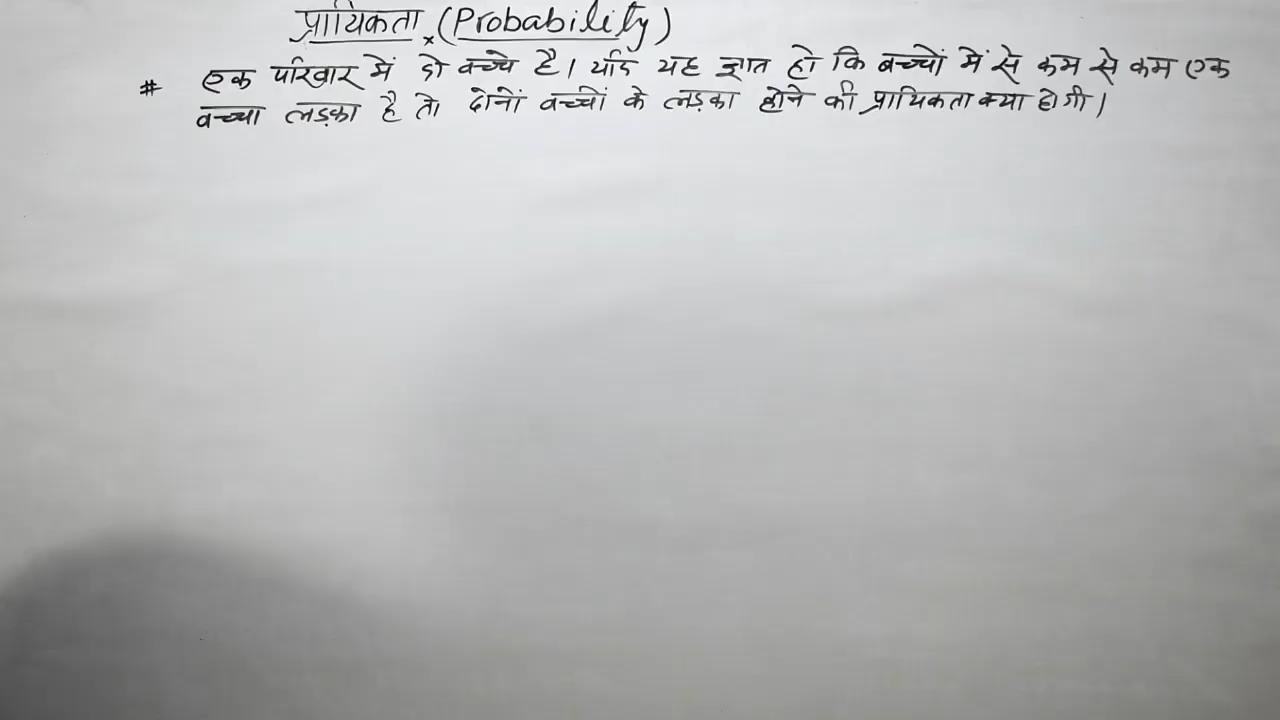 प्रायिकता (Probability)
# एक परिवार में दो बच्चे है। यदि यह ज्ञात हो कि बच्चों में से कम से कम एक
बच्चा लड़का है तो दोनों बच्चों के लड़का होने की प्रायिकता क्या होगी।